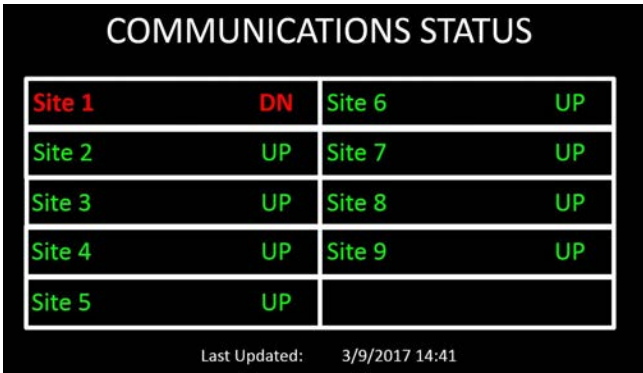 COMMUNICATIONS STATUS
Site 1 DN Site 6 UP
Site 2 UP Site 7 UP
Site 3 UP Site 8 UP
Site 4 UP Site 9 UP
Site 5 UP
Last Updated: 3/9/2017 14:41